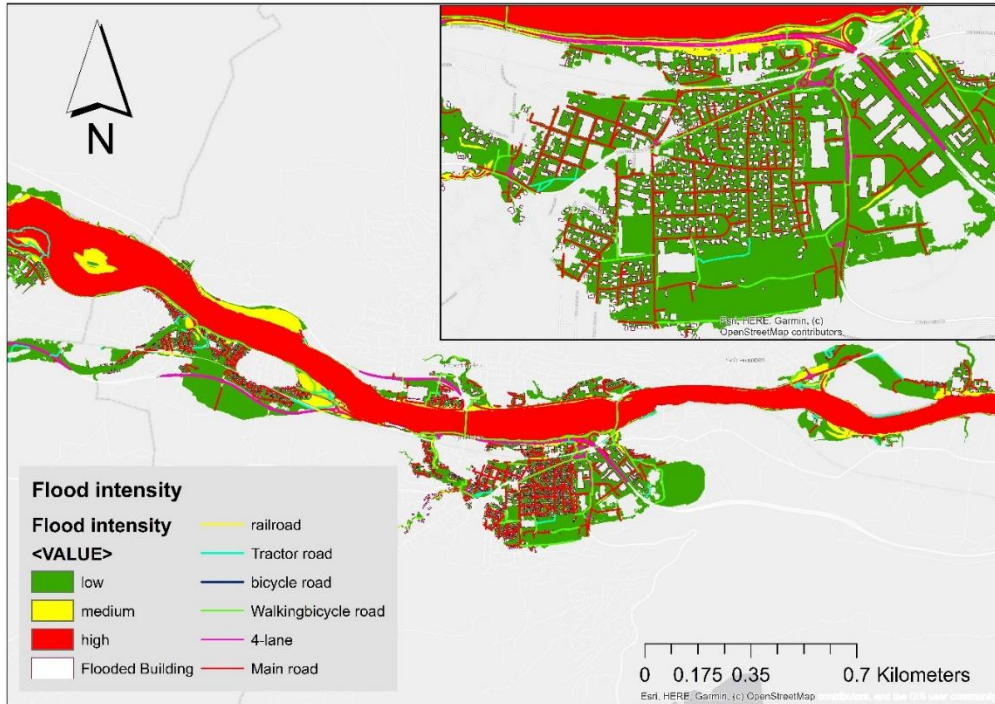 N
Esri, HERE, Garmin, (c)
OpenStreetMap contributors,
Flood intensity
Flood intensity
<VALUE>
low
medium
high
Flooded Building
railroad
Tractor road
bicycle road
Walkingbicycle road
4-lane
Main road
0 0.175 0.35 0.7 Kilometers
Esri, HERE, Garmin, (c) OpenStreetMap contributors, and the GIS user community